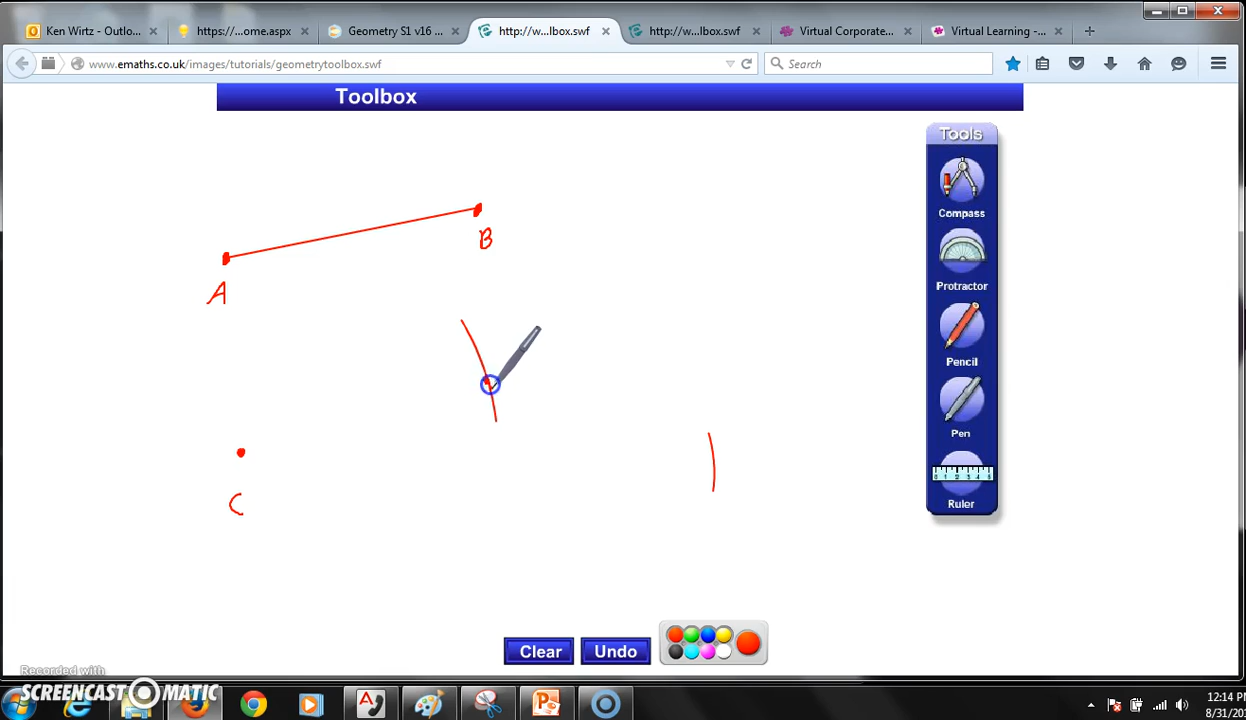 Ken Wirtz - Outlo...
https:/...ome.aspx
Geometry S1 v16 ...
http://w...lbox.swf
http://w...lbox.swf
Virtual Corporate...
Virtual Learning -...
www.emaths.co.uk/images/tutorials/geometrytoolbox.swf
Search
Toolbox
Tools
Compass
Protractor
Pencil
Pen
Ruler
B
A
C
Clear
Undo
Recorded with
SCREENCAST-O-MATIC
12:14 PM
8/31/201